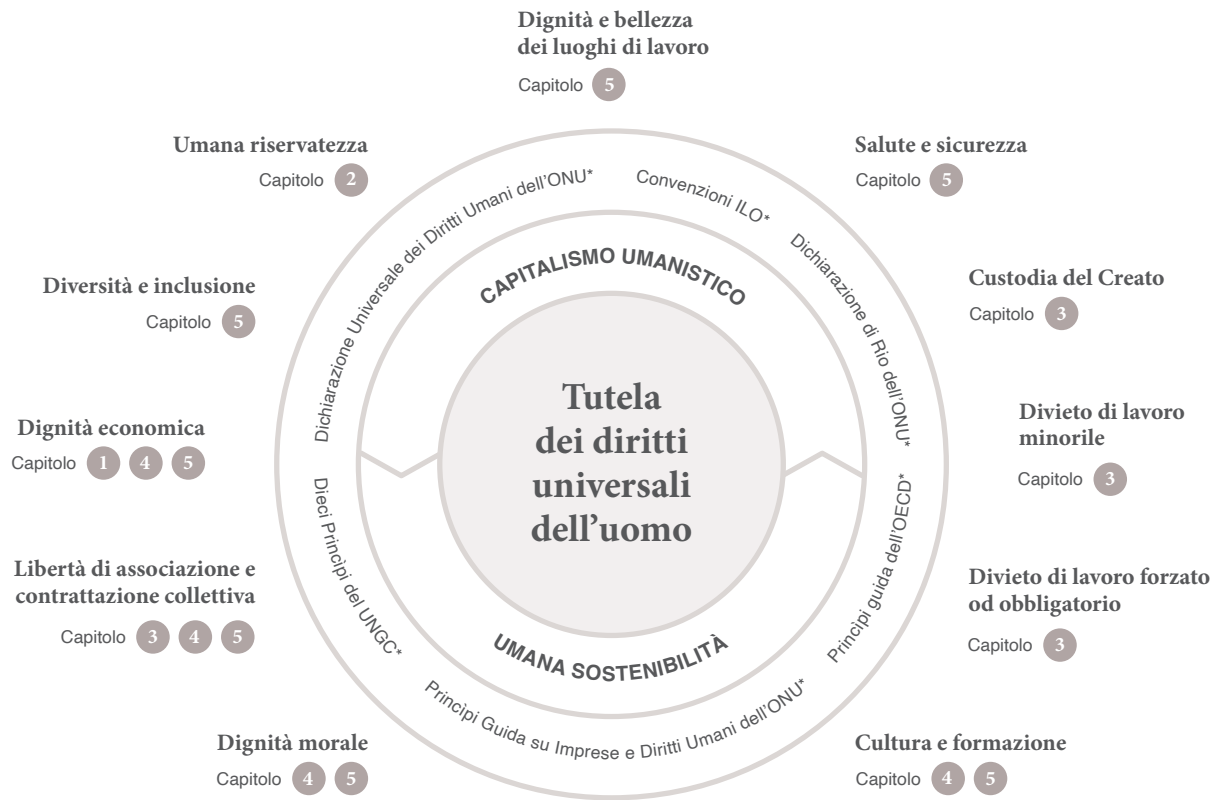 Dignità e bellezza
dei luoghi di lavoro
Capitolo 5
Umana riservatezza
Capitolo 2
Salute e sicurezza
Capitolo 5
Diversità e inclusione
Capitolo 5
Custodia del Creato
Capitolo 3
Dignità economica
Capitolo 1 4 5
Divieto di lavoro
minorile
Capitolo 3
Libertà di associazione e
contrattazione collettiva
Capitolo 3 4 5
Divieto di lavoro forzato
od obbligatorio
Capitolo 3
Dignità morale
Capitolo 4 5
Cultura e formazione
Capitolo 4 5
Dichiarazione Universale dei Diritti Umani dell'ONU*
Convenzioni ILO*
Dichiarazione di Rio dell'ONU*
Principi guida dell'OECD*
Princìpi Guida su Imprese e Diritti Umani dell'ONU*
Dieci Princìpi del UNGC*
CAPITALISMO UMANISTICO
Tutela
dei diritti
universali
dell'uomo
UMANA SOSTENIBILITÀ